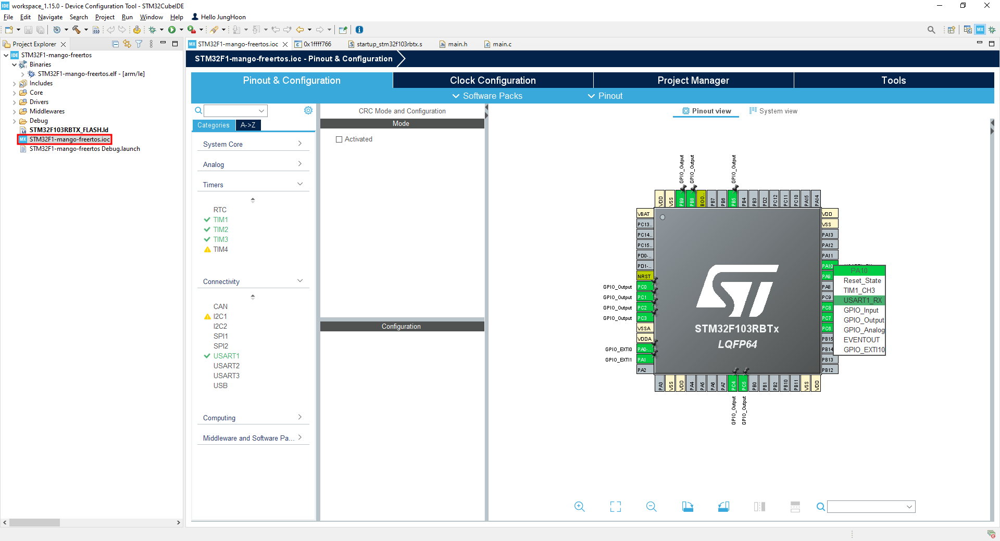 IDE workspace_1.15.0 - Device Configuration Tool - STM32CubeIDE
File Edit Navigate Search Project Run Window Help Hello JungHoon
Project Explorer
STM32F1-mango-freertos.ioc
0x1ffff766
startup_stm32f103rbtx.s
main.h
main.c
IDE STM32F1-mango-freertos
Binaries
STM32F1-mango-freertos.elf - [arm/le]
Includes
Core
Drivers
Middlewares
Debug
STM32F103RBTX_FLASH.ld
MX STM32F1-mango-freertos.ioc
STM32F1-mango-freertos Debug.launch
STM32F1-mango-freertos.ioc - Pinout & Configuration
Pinout & Configuration
Clock Configuration
Project Manager
Tools
Software Packs
Pinout
Categories
A->Z
System Core
Analog
Timers
RTC
TIM1
TIM2
TIM3
TIM4
Connectivity
CAN
I2C1
I2C2
SPI1
SPI2
USART1
USART2
USART3
USB
Computing
Middleware and Software Pa...
CRC Mode and Configuration
Mode
Activated
Configuration
Pinout view
System view
GPIO_Output
GPIO_Output
GPIO_Output
VDD
VSS
PB9
PB8
BOO..
PB7
PB6
PB5
PB4
PB3
PD2
PC12
PC11
PC10
PA15
PA14
VBAT
PC13..
PC14..
PC15..
PD0-..
PD1-..
NRST
GPIO_Output PC0
GPIO_Output PC1
GPIO_Output PC2
GPIO_Output PC3
VSSA
VDDA
GPIO_EXTI0 PA0-..
GPIO_EXTI1 PA1
PA2
ST
STM32F103RBTx
LQFP64
VDD
VSS
PA13
PA12
PA11
PA10
PA9
PA8
PC9
PC8
PC7
PC6
PB15
PB14
PB13
PB12
PA10
Reset_State
TIM1_CH3
USART1_RX
GPIO_Input
GPIO_Output
GPIO_Analog
EVENTOUT
GPIO_EXTI10
PA3
VSS
VDD
PA4
PA5
PA6
PA7
PC4
PC5
PB0
PB1
PB2
PB10
PB11
VSS
VDD
GPIO_Output
GPIO_Output